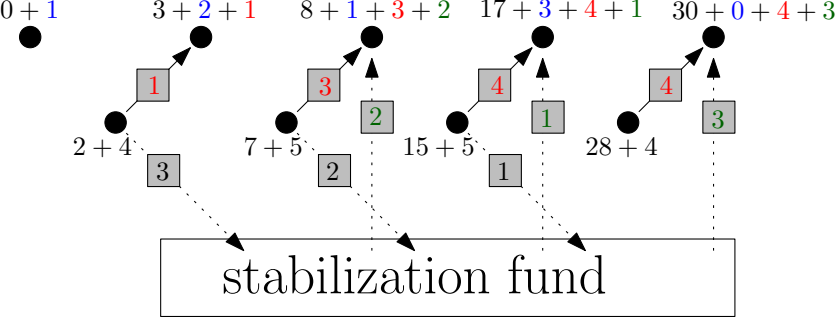 0 + 1
3 + 2 + 1
8 + 1 + 3 + 2
17 + 3 + 4 + 1
30 + 0 + 4 + 3
1
3
4
4
2
1
3
2 + 4
7 + 5
15 + 5
28 + 4
3
2
1
stabilization fund